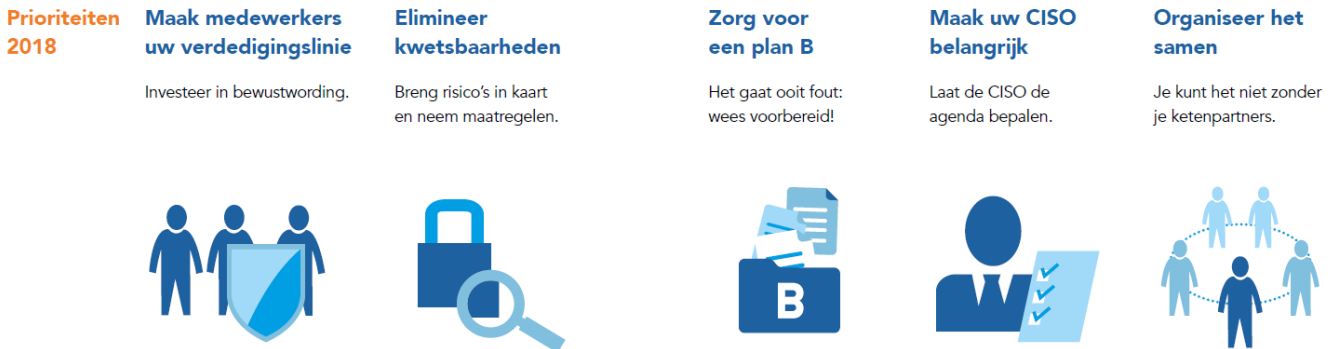 Prioriteiten
2018
Maak medewerkers
uw verdedigingslinie
Investeer in bewustwording.
Elimineer
kwetsbaarheden
Breng risico's in kaart
en neem maatregelen.
Zorg voor
een plan B
Het gaat ooit fout:
wees voorbereid!
Maak uw CISO
belangrijk
Laat de CISO de
agenda bepalen.
Organiseer het
samen
Je kunt het niet zonder
je ketenpartners.
B